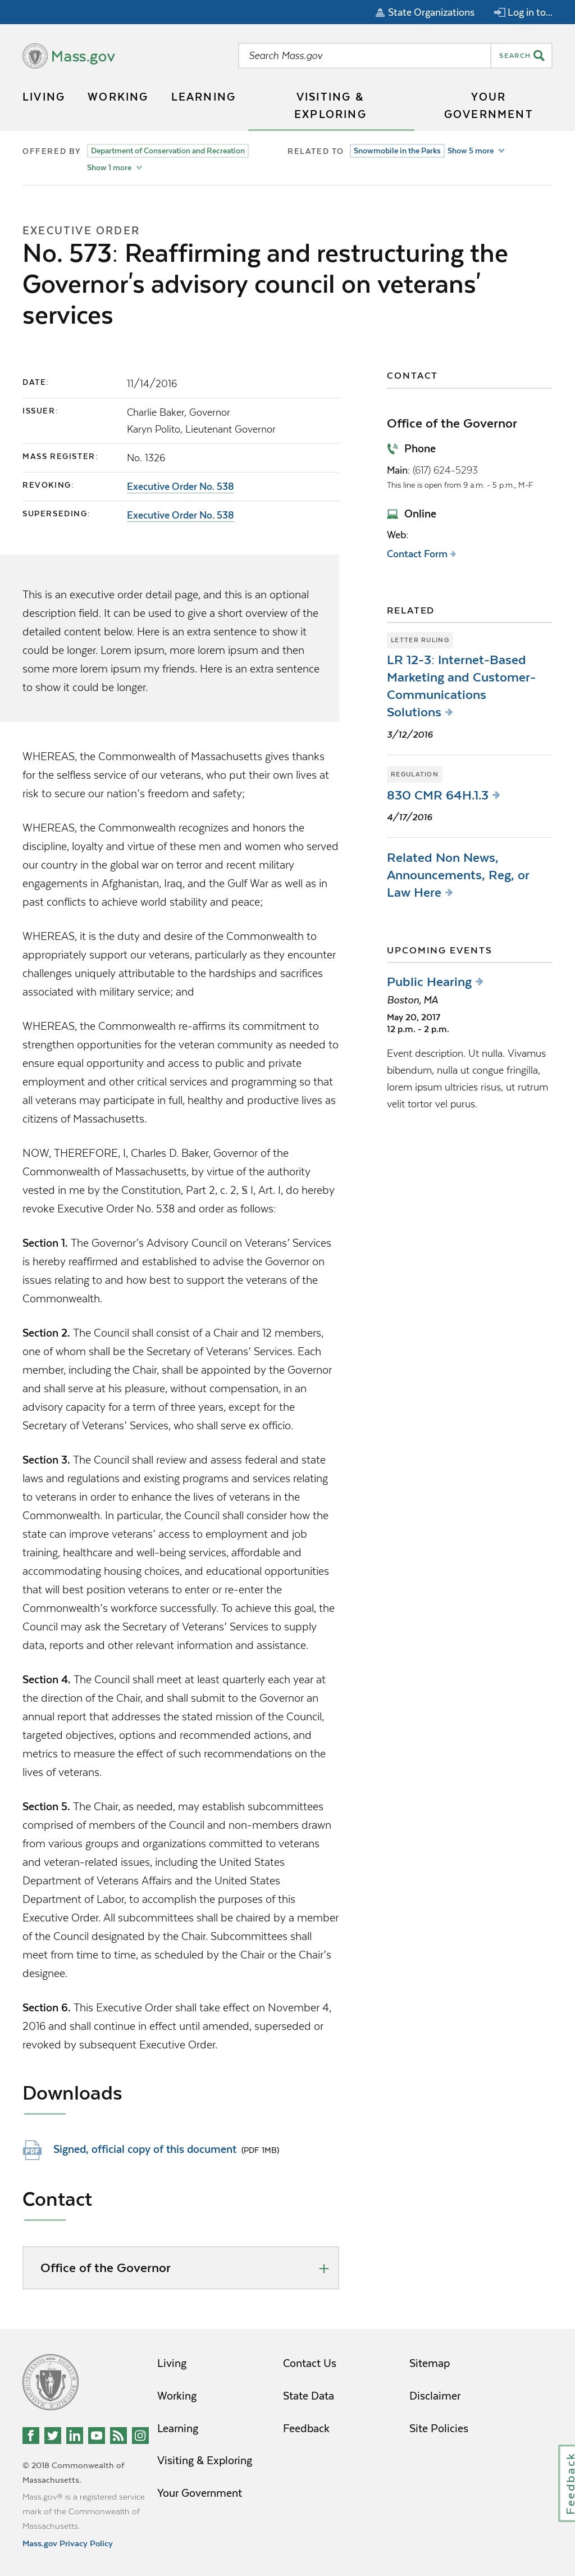 State Organizations
Log in to...
Mass.gov
Search Mass.gov
SEARCH
LIVING
WORKING
LEARNING
VISITING &
EXPLORING
YOUR
GOVERNMENT
OFFERED BY
Department of Conservation and Recreation
Show 1 more
RELATED TO
Snowmobile in the Parks
Show 5 more
EXECUTIVE ORDER
No. 573: Reaffirming and restructuring the
Governor's advisory council on veterans'
services
DATE:
11/14/2016
ISSUER:
Charlie Baker, Governor
Karyn Polito, Lieutenant Governor
MASS REGISTER:
No. 1326
REVOKING:
Executive Order No. 538
SUPERSEDING:
Executive Order No. 538
This is an executive order detail page, and this is an optional
description field. It can be used to give a short overview of the
detailed content below. Here is an extra sentence to show it
could be longer. Lorem ipsum, more lorem ipsum and then
some more lorem ipsum my friends. Here is an extra sentence
to show it could be longer.
WHEREAS, the Commonwealth of Massachusetts gives thanks
for the selfless service of our veterans, who put their own lives at
risk to secure our nation's freedom and safety;
WHEREAS, the Commonwealth recognizes and honors the
discipline, loyalty and virtue of these men and women who served
our country in the global war on terror and recent military
engagements in Afghanistan, Iraq, and the Gulf War as well as in
past conflicts to achieve world stability and peace;
WHEREAS, it is the duty and desire of the Commonwealth to
appropriately support our veterans, particularly as they encounter
challenges uniquely attributable to the hardships and sacrifices
associated with military service; and
WHEREAS, the Commonwealth re-affirms its commitment to
strengthen opportunities for the veteran community as needed to
ensure equal opportunity and access to public and private
employment and other critical services and programming so that
all veterans may participate in full, healthy and productive lives as
citizens of Massachusetts.
NOW, THEREFORE, I, Charles D. Baker, Governor of the
Commonwealth of Massachusetts, by virtue of the authority
vested in me by the Constitution, Part 2, c. 2, § I, Art. I, do hereby
revoke Executive Order No. 538 and order as follows:
Section 1. The Governor's Advisory Council on Veterans' Services
is hereby reaffirmed and established to advise the Governor on
issues relating to and how best to support the veterans of the
Commonwealth.
Section 2. The Council shall consist of a Chair and 12 members,
one of whom shall be the Secretary of Veterans' Services. Each
member, including the Chair, shall be appointed by the Governor
and shall serve at his pleasure, without compensation, in an
advisory capacity for a term of three years, except for the
Secretary of Veterans' Services, who shall serve ex officio.
Section 3. The Council shall review and assess federal and state
laws and regulations and existing programs and services relating
to veterans in order to enhance the lives of veterans in the
Commonwealth. In particular, the Council shall consider how the
state can improve veterans' access to employment and job
training, healthcare and well-being services, affordable and
accommodating housing choices, and educational opportunities
that will best position veterans to enter or re-enter the
Commonwealth's workforce successfully. To achieve this goal, the
Council may ask the Secretary of Veterans' Services to supply
data, reports and other relevant information and assistance.
Section 4. The Council shall meet at least quarterly each year at
the direction of the Chair, and shall submit to the Governor an
annual report that addresses the stated mission of the Council,
targeted objectives, options and recommended actions, and
metrics to measure the effect of such recommendations on the
lives of veterans.
Section 5. The Chair, as needed, may establish subcommittees
comprised of members of the Council and non-members drawn
from various groups and organizations committed to veterans
and veteran-related issues, including the United States
Department of Veterans Affairs and the United States
Department of Labor, to accomplish the purposes of this
Executive Order. All subcommittees shall be chaired by a member
of the Council designated by the Chair. Subcommittees shall
meet from time to time, as scheduled by the Chair or the Chair's
designee.
Section 6. This Executive Order shall take effect on November 4,
2016 and shall continue in effect until amended, superseded or
revoked by subsequent Executive Order.
Downloads
PDF
Signed, official copy of this document (PDF 1MB)
Contact
Office of the Governor
CONTACT
Office of the Governor
Phone
Main: (617) 624-5293
This line is open from 9 a.m. - 5 p.m., M-F
Online
Web:
Contact Form
RELATED
LETTER RULING
LR 12-3: Internet-Based
Marketing and Customer-
Communications
Solutions
3/12/2016
REGULATION
830 CMR 64H.1.3
4/17/2016
Related Non News,
Announcements, Reg, or
Law Here
UPCOMING EVENTS
Public Hearing
Boston, MA
May 20, 2017
12 p.m. - 2 p.m.
Event description. Ut nulla. Vivamus
bibendum, nulla ut congue fringilla,
lorem ipsum ultricies risus, ut rutrum
velit tortor vel purus.
© 2018 Commonwealth of
Massachusetts.
Mass.gov® is a registered service
mark of the Commonwealth of
Massachusetts.
Mass.gov Privacy Policy
Living
Working
Learning
Visiting & Exploring
Your Government
Contact Us
State Data
Feedback
Sitemap
Disclaimer
Site Policies
Feedback